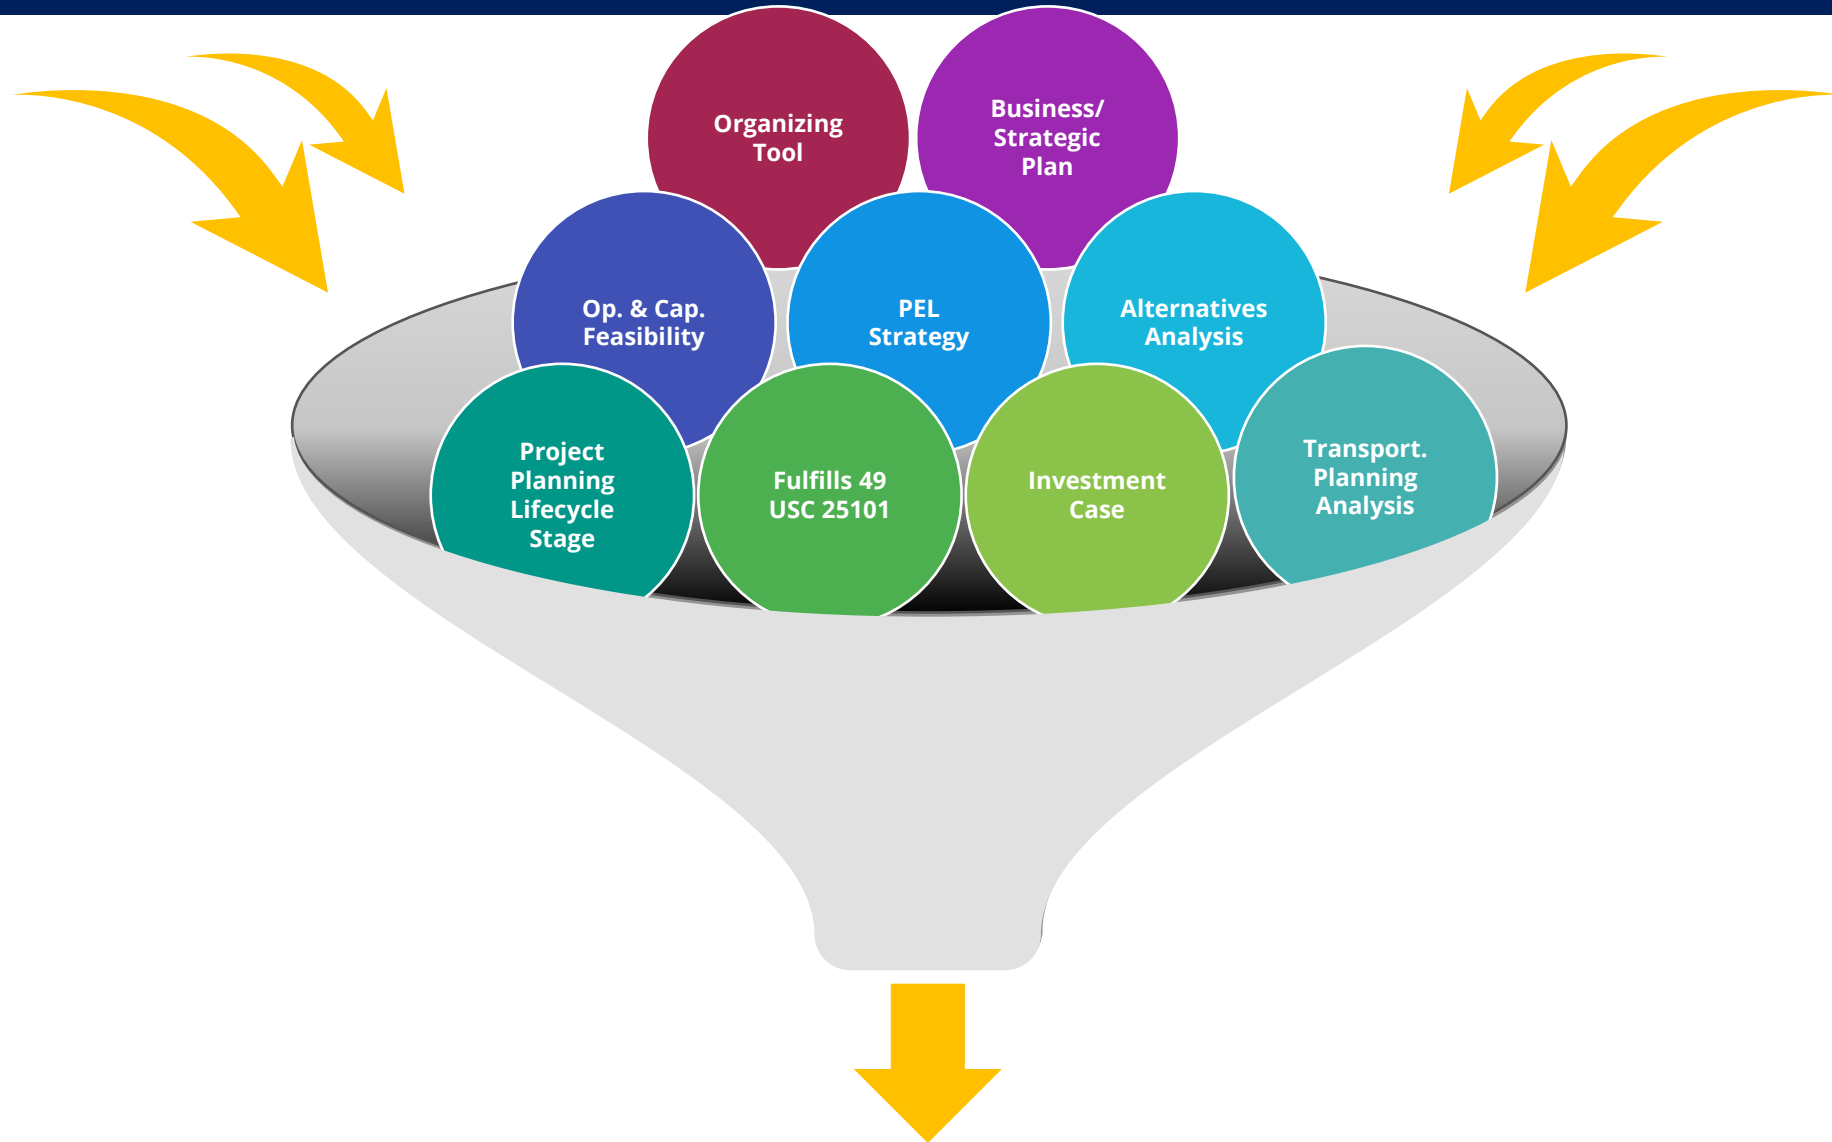 Organizing
Tool
Business/
Strategic
Plan
Op. & Cap.
Feasibility
PEL
Strategy
Alternatives
Analysis
Project
Planning
Lifecycle
Stage
Fulfills 49
USC 25101
Investment
Case
Transport.
Planning
Analysis